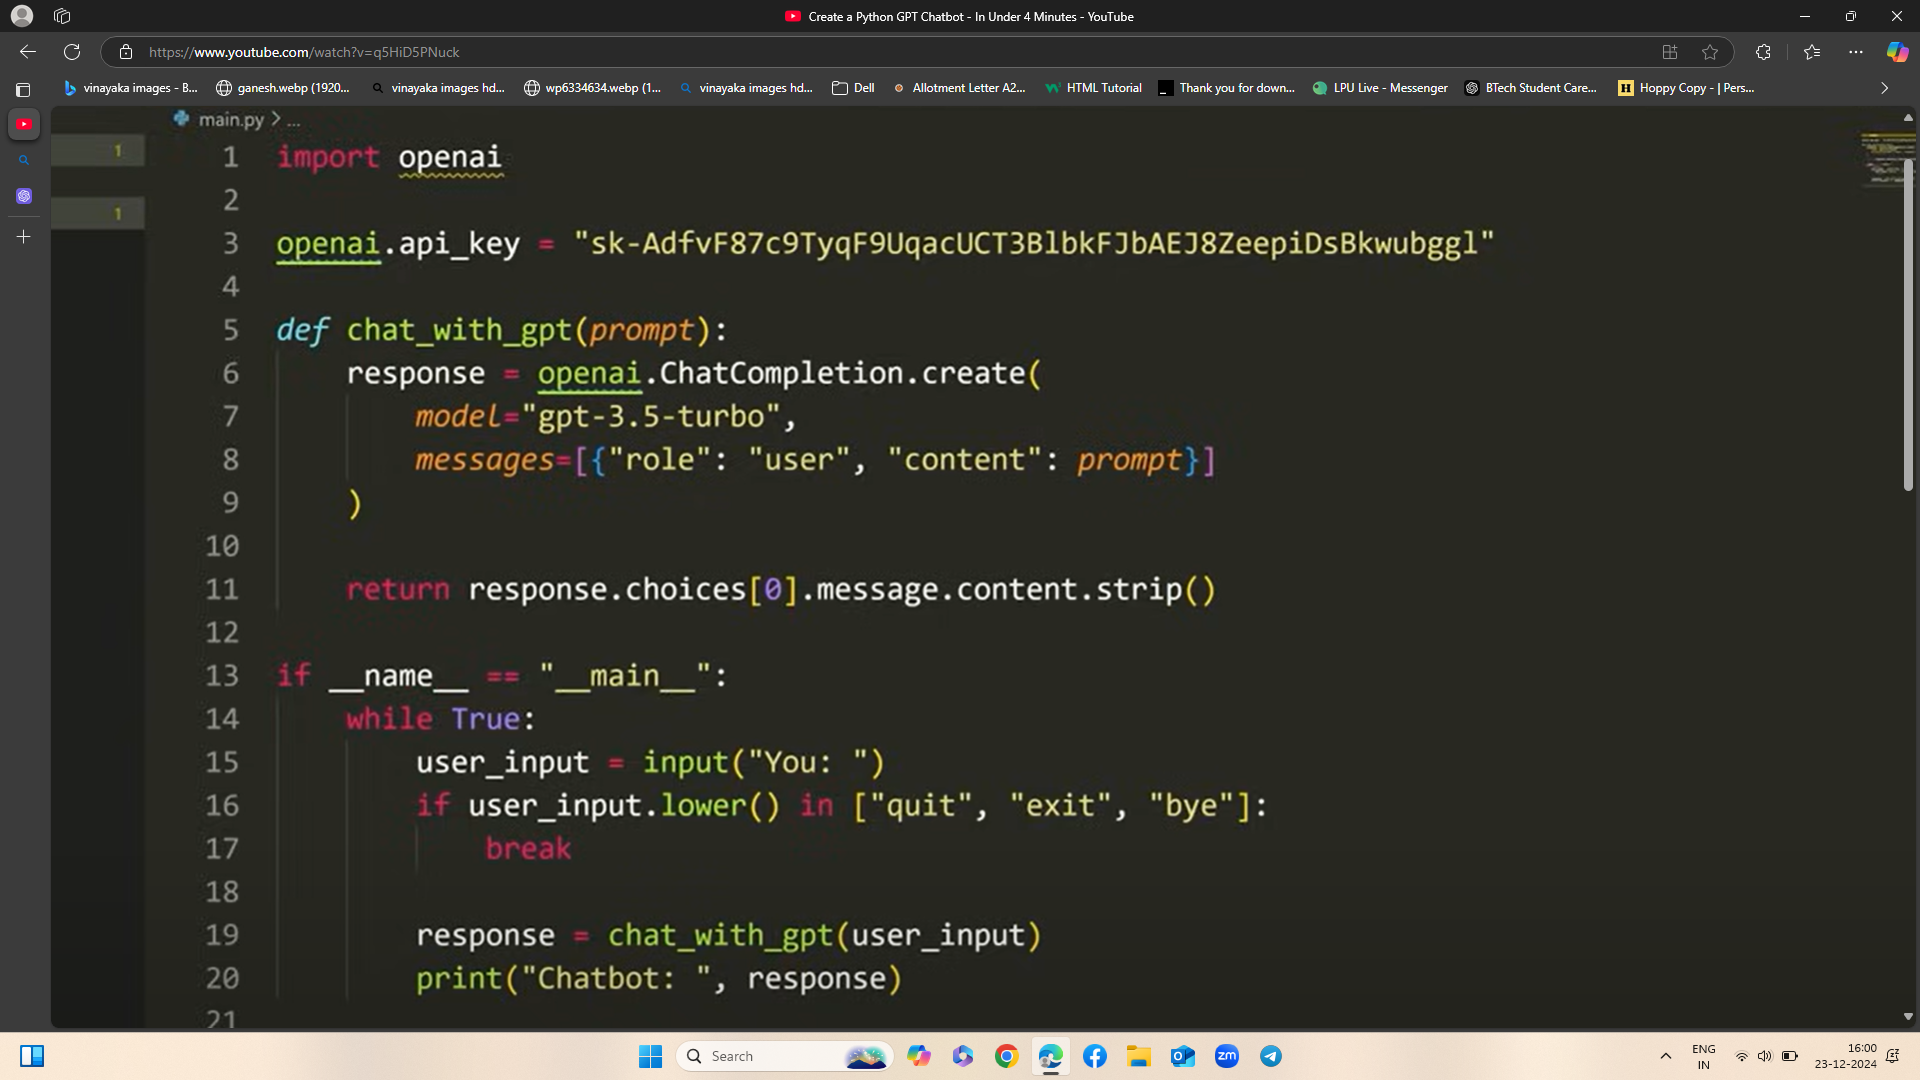 Create a Python GPT Chatbot - In Under 4 Minutes - YouTube
https://www.youtube.com/watch?v=q5HiD5PNuck
vinayaka images - B... ganesh.webp (1920... vinayaka images hd... wp6334634.webp (1... vinayaka images hd... Dell Allotment Letter A2... HTML Tutorial Thank you for down... LPU Live - Messenger BTech Student Care... Hoppy Copy - | Pers...
main.py > ...
1
1
1 import openai
2
3 openai.api_key = "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"
4
5 def chat_with_gpt(prompt):
6 response = openai.ChatCompletion.create(
7 model="gpt-3.5-turbo",
8 messages=[{"role": "user", "content": prompt}]
9 )
10
11 return response.choices[0].message.content.strip()
12
13 if __name__ == "__main__":
14 while True:
15 user_input = input("You: ")
16 if user_input.lower() in ["quit", "exit", "bye"]:
17 break
18
19 response = chat_with_gpt(user_input)
20 print("Chatbot: ", response)
21
Search
zm
ENG
IN
16:00
23-12-2024